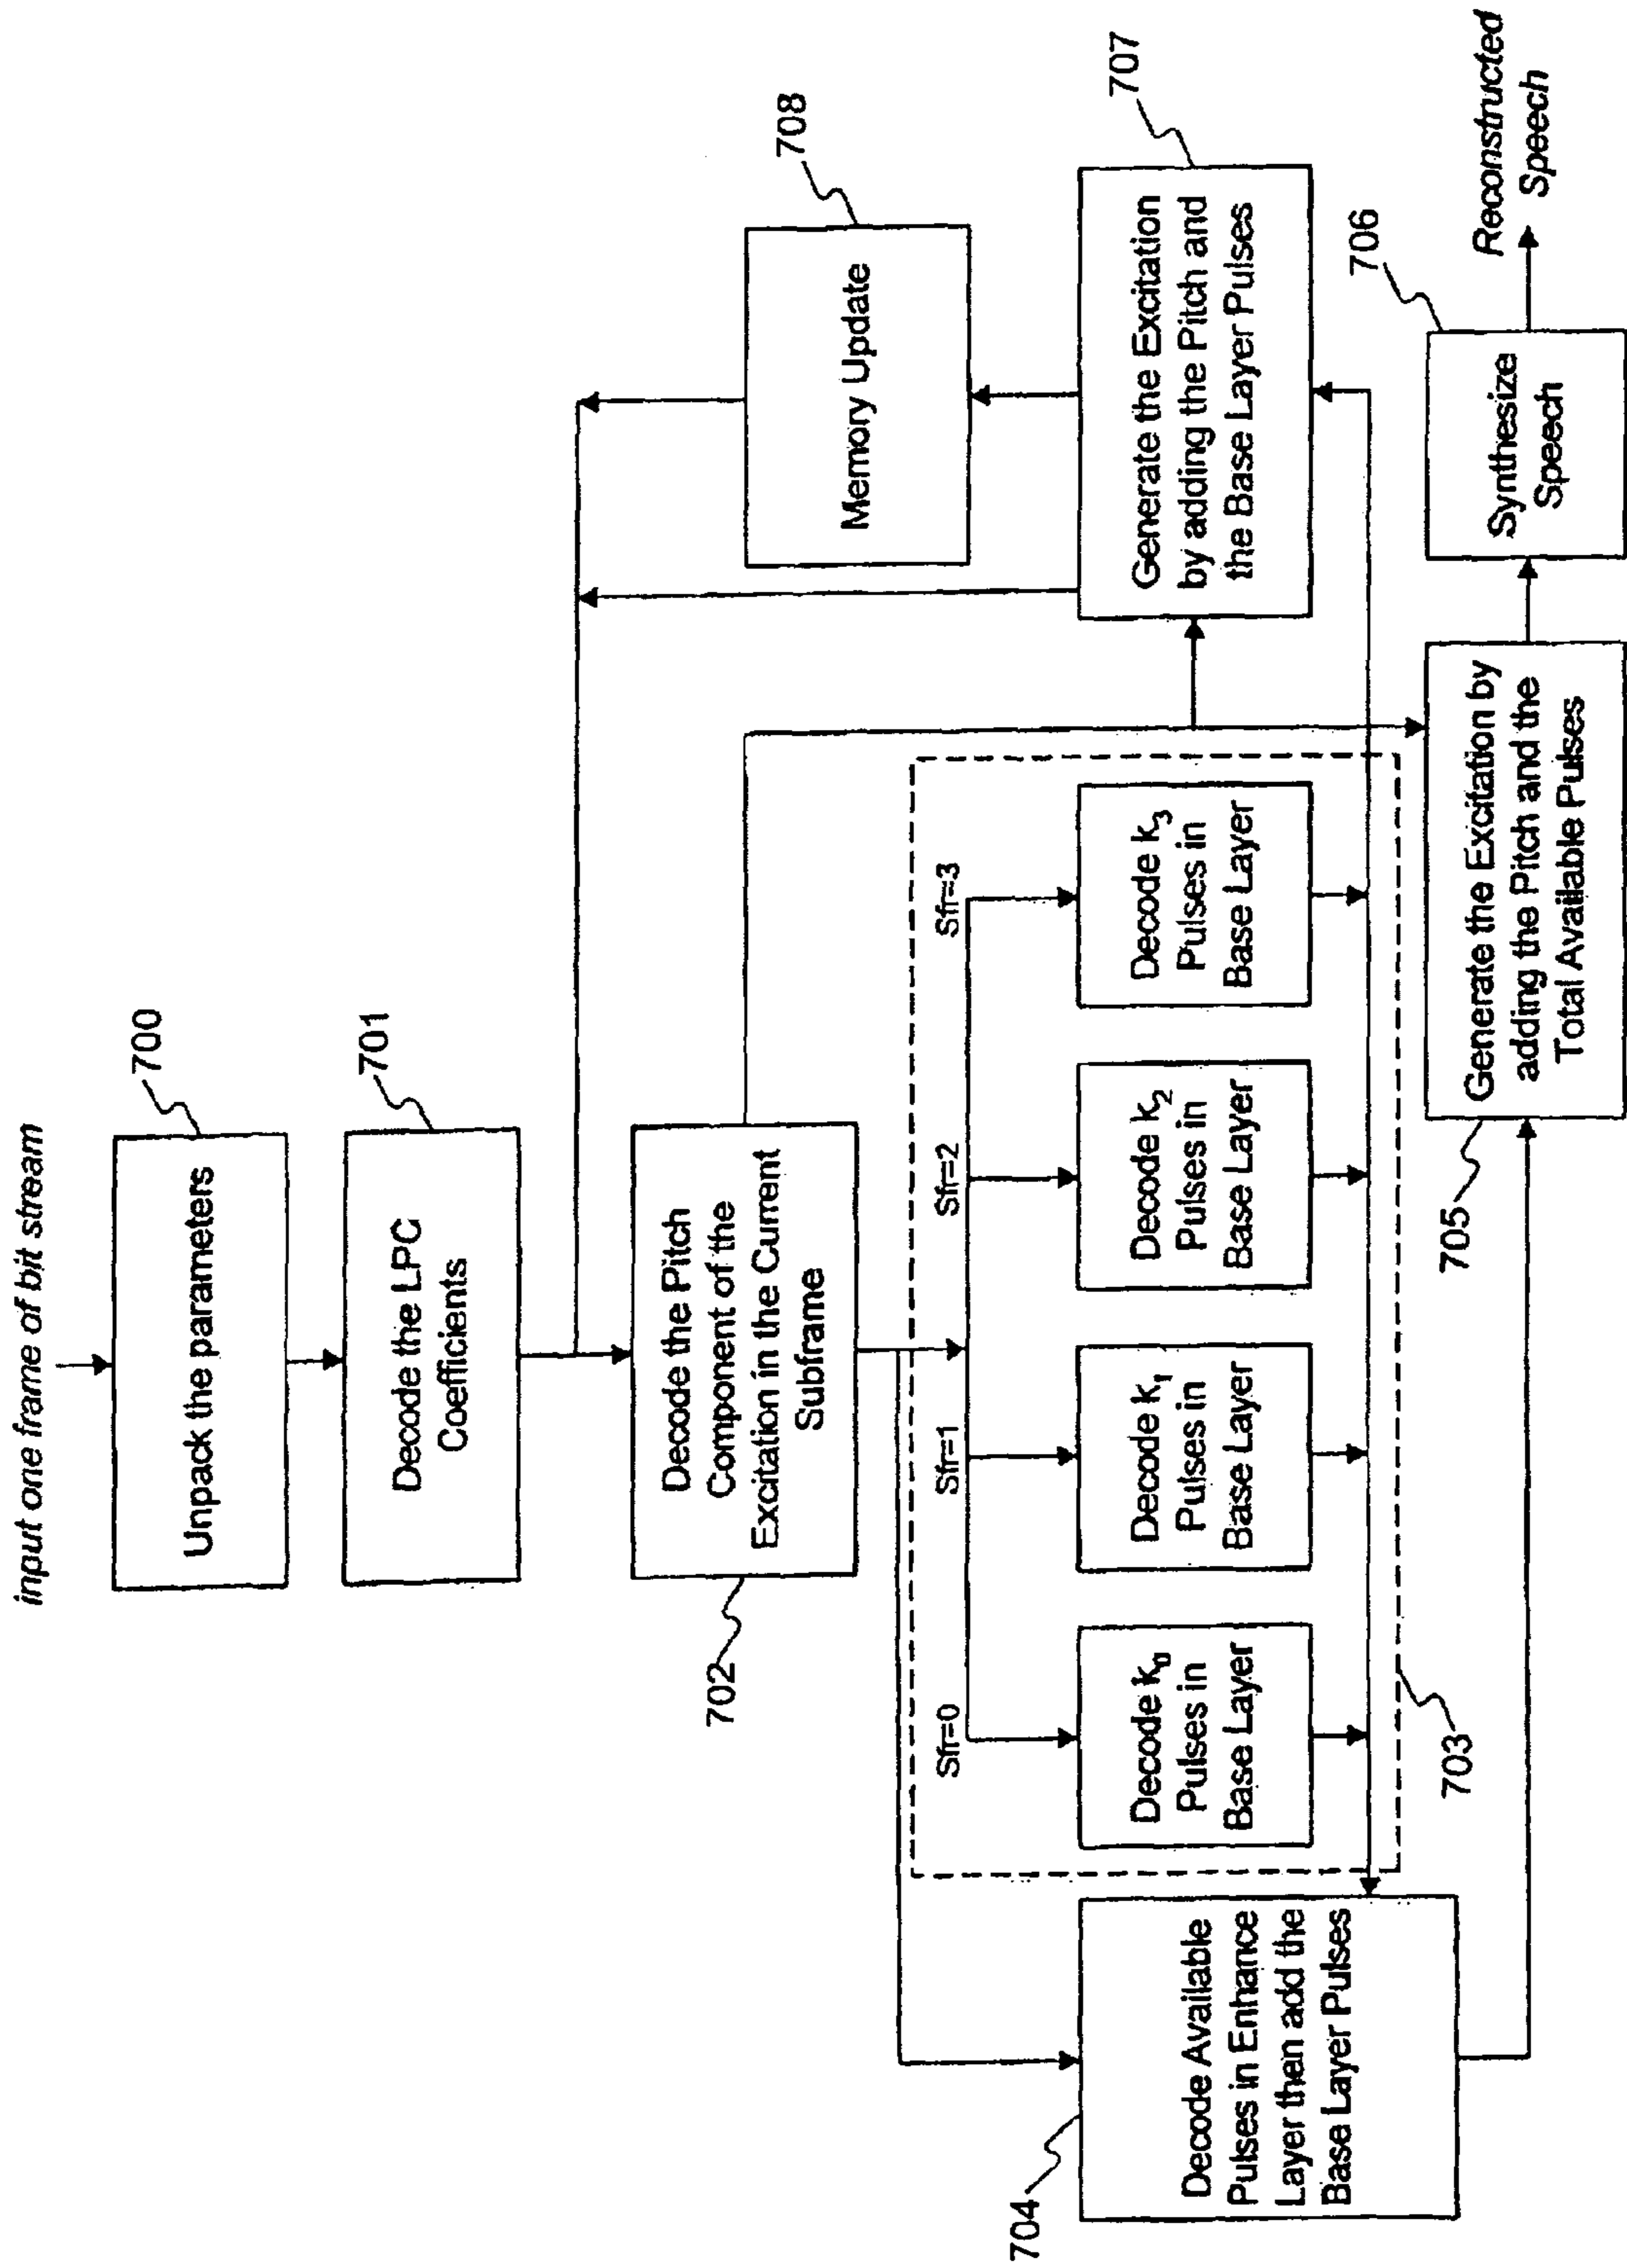 input one frame of bit stream
Unpack the parameters
700
Decode the LPC
Coefficients
701
Decode the Pitch
Component of the
Excitation in the Current
Subframe
702
Memory Update
708
Generate the Excitation
by adding the Pitch and
the Base Layer Pulses
707
Sfr=0
Sfr=1
Sfr=2
Sfr=3
Decode k₀
Pulses in
Base Layer
Decode k₁
Pulses in
Base Layer
Decode k₂
Pulses in
Base Layer
Decode k₃
Pulses in
Base Layer
703
704
Decode Available
Pulses in Enhance
Layer then add the
Base Layer Pulses
705
Generate the Excitation by
adding the Pitch and the
Total Available Pulses
706
Synthesize
Speech
Reconstructed
Speech